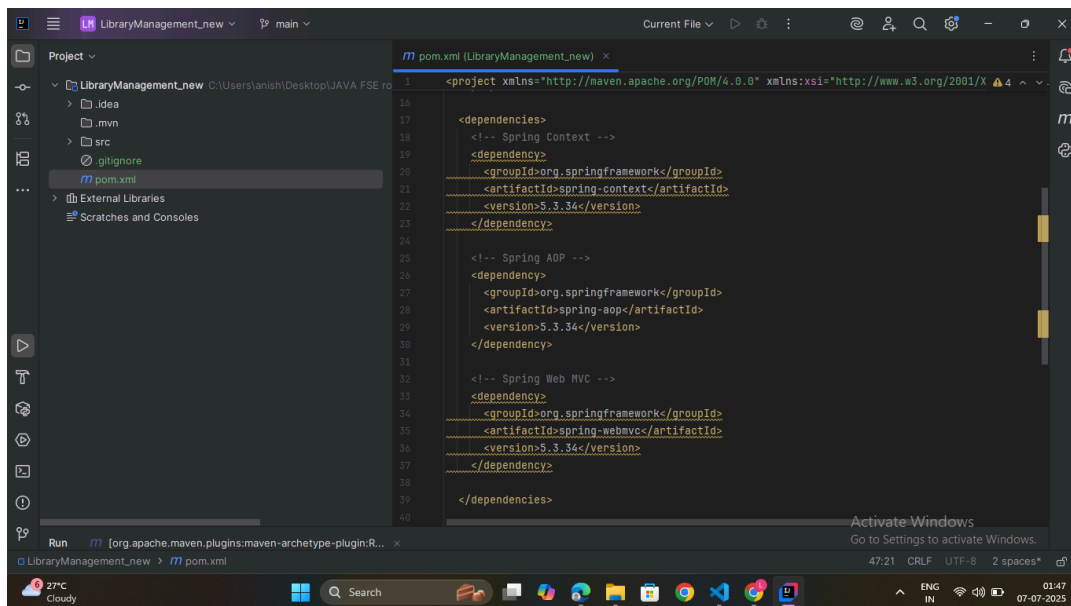 LM LibraryManagement_new main Current File
Project
pom.xml (LibraryManagement_new)
LibraryManagement_new C:\Users\anish\Desktop\JAVA FSE ro
.idea
.mvn
src
.gitignore
pom.xml
External Libraries
Scratches and Consoles
1 <project xmlns="http://maven.apache.org/POM/4.0.0" xmlns:xsi="http://www.w3.org/2001/X 4
16
17 <dependencies>
18 <!-- Spring Context -->
19 <dependency>
20 <groupId>org.springframework</groupId>
21 <artifactId>spring-context</artifactId>
22 <version>5.3.34</version>
23 </dependency>
24
25 <!-- Spring AOP -->
26 <dependency>
27 <groupId>org.springframework</groupId>
28 <artifactId>spring-aop</artifactId>
29 <version>5.3.34</version>
30 </dependency>
31
32 <!-- Spring Web MVC -->
33 <dependency>
34 <groupId>org.springframework</groupId>
35 <artifactId>spring-webmvc</artifactId>
36 <version>5.3.34</version>
37 </dependency>
38
39 </dependencies>
40
Activate Windows
Go to Settings to activate Windows.
Run [org.apache.maven.plugins:maven-archetype-plugin:R...
LibraryManagement_new > pom.xml 47:21 CRLF UTF-8 2 spaces*
6 27°C
Cloudy
Search
ENG
IN
01:47
07-07-2025